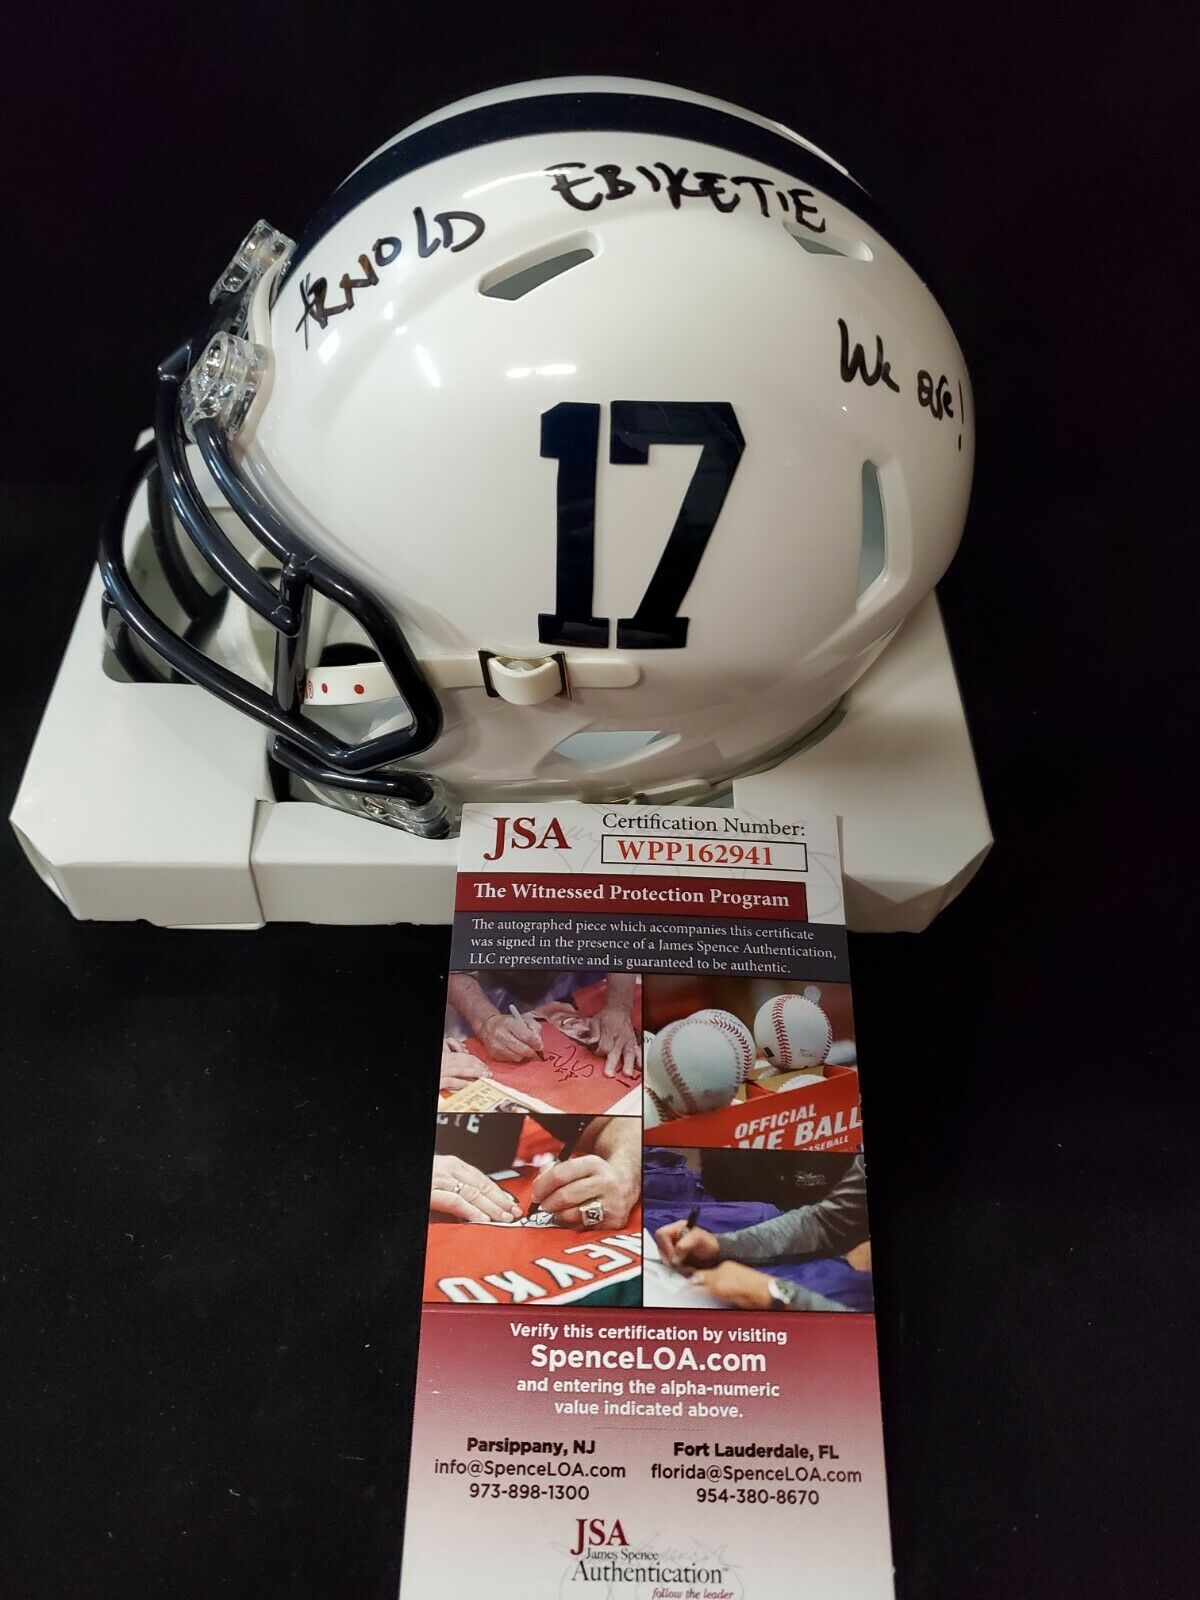 ARNOLD EBIKETIE
We are!
17
JSA
Certification Number:
WPP162941
The Witnessed Protection Program
The autographed piece which accompanies this certificate
was signed in the presence of a James Spence Authentication,
LLC representative and is guaranteed to be authentic.
OFFICIAL
ME BALL
BASEBALL
Verify this certification by visiting
SpenceLOA.com
and entering the alpha-numeric
value indicated above.
Parsippany, NJ
info@SpenceLOA.com
973-898-1300
Fort Lauderdale, FL
florida@SpenceLOA.com
954-380-8670
JSA
James Spence
Authentication
follow the leader